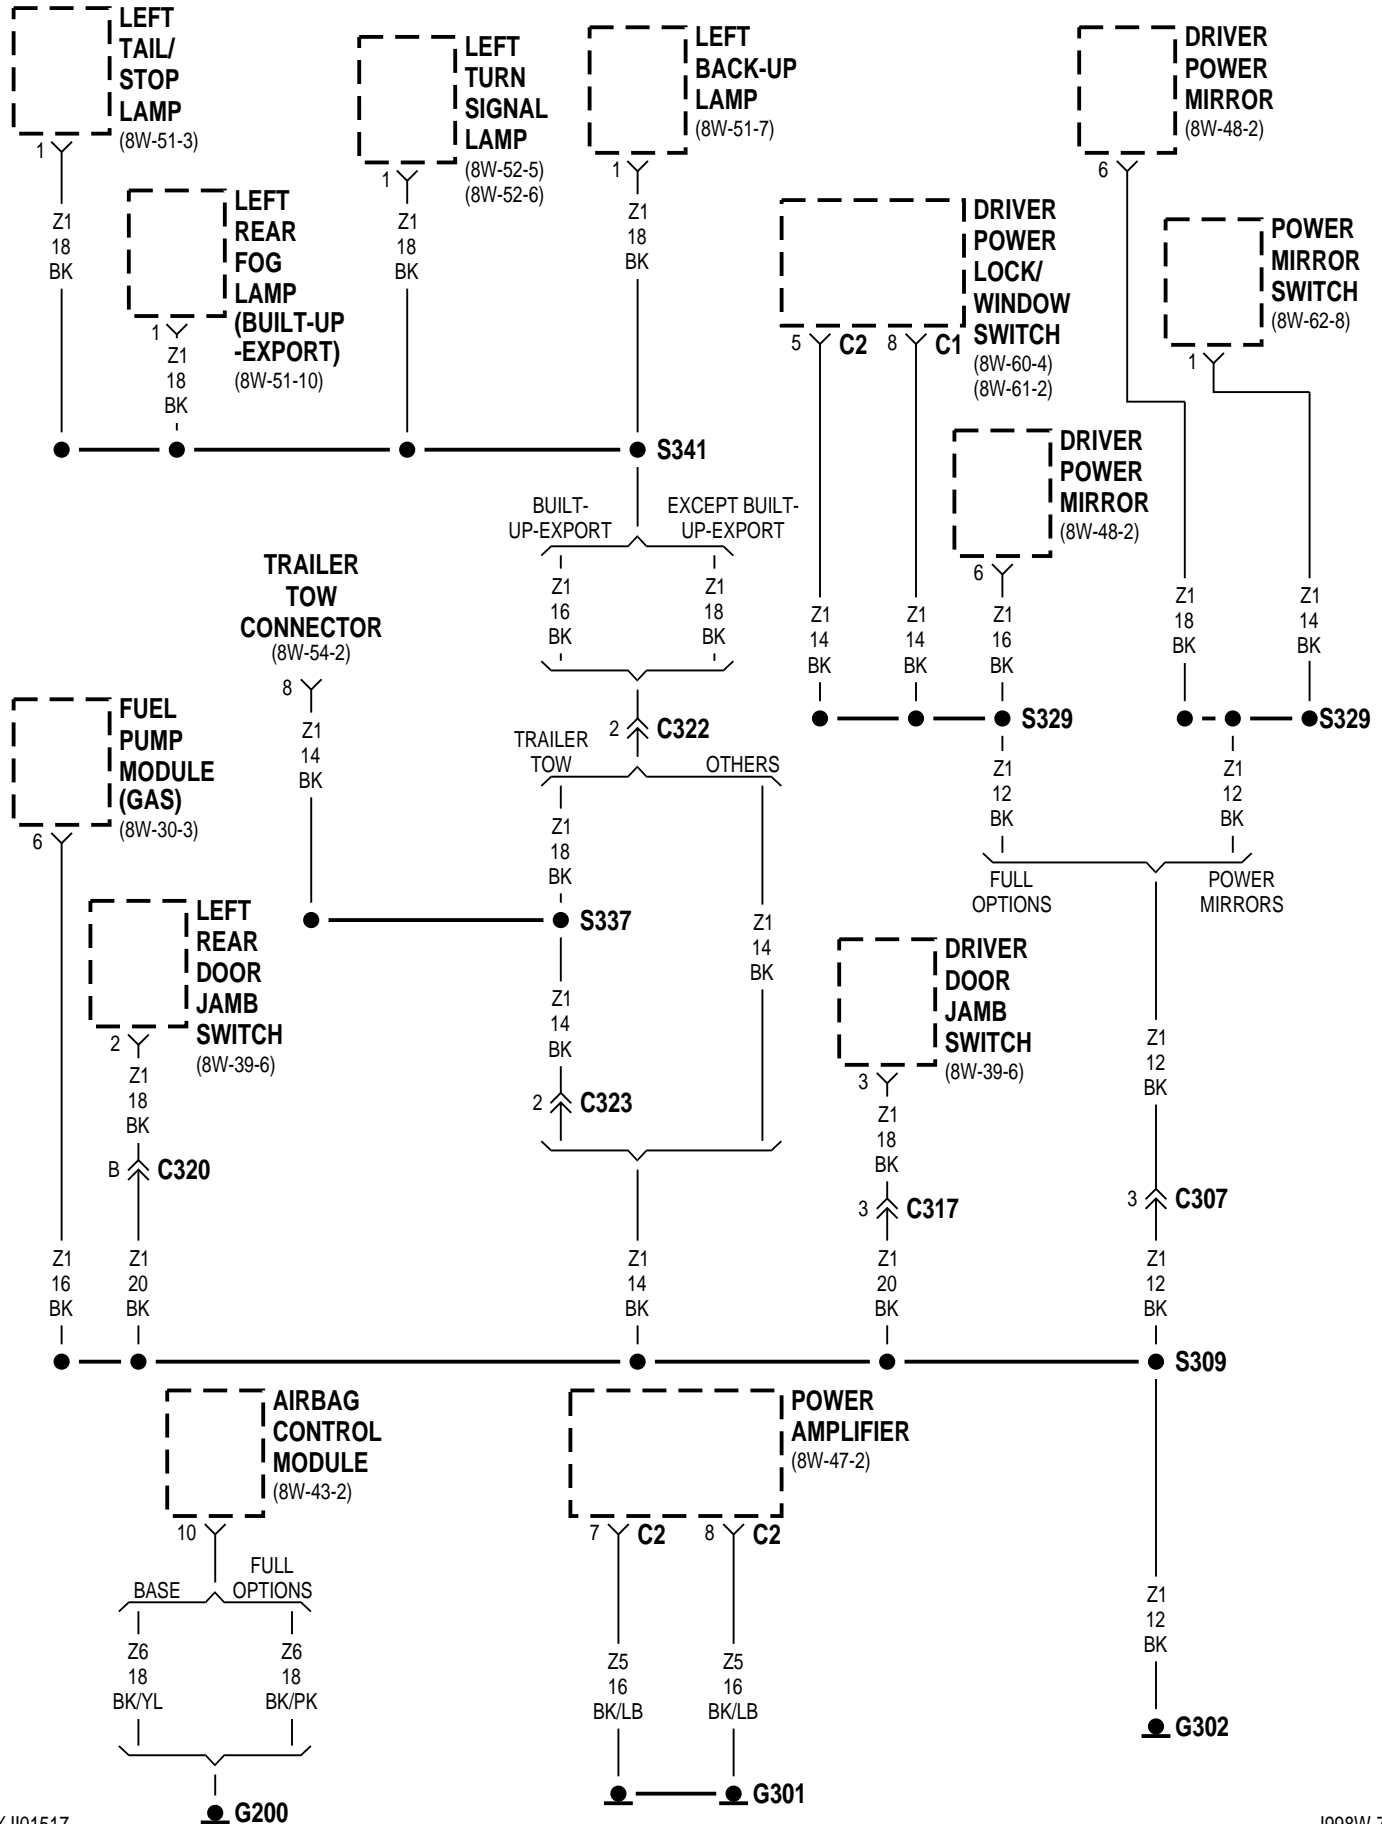 LEFT
TAIL/
STOP
LAMP
(8W-51-3)
1
Z1
18
BK
LEFT
REAR
FOG
LAMP
(BUILT-UP
-EXPORT)
(8W-51-10)
1
Z1
18
BK
LEFT
TURN
SIGNAL
LAMP
(8W-52-5)
(8W-52-6)
1
Z1
18
BK
LEFT
BACK-UP
LAMP
(8W-51-7)
1
Z1
18
BK
S341
DRIVER
POWER
LOCK/
WINDOW
SWITCH
(8W-60-4)
(8W-61-2)
5 C2 8 C1
Z1
14
BK
Z1
14
BK
DRIVER
POWER
MIRROR
(8W-48-2)
6
Z1
16
BK
S329
DRIVER
POWER
MIRROR
(8W-48-2)
6
Z1
18
BK
POWER
MIRROR
SWITCH
(8W-62-8)
1
Z1
14
BK
S329
BUILT-
UP-EXPORT
EXCEPT BUILT-
UP-EXPORT
Z1
16
BK
Z1
18
BK
2 C322
TRAILER
TOW
OTHERS
TRAILER
TOW
CONNECTOR
(8W-54-2)
8
Z1
14
BK
Z1
18
BK
S337
Z1
14
BK
Z1
14
BK
2 C323
Z1
12
BK
Z1
12
BK
FULL
OPTIONS
POWER
MIRRORS
FUEL
PUMP
MODULE
(GAS)
(8W-30-3)
6
Z1
16
BK
LEFT
REAR
DOOR
JAMB
SWITCH
(8W-39-6)
2
Z1
18
BK
B C320
Z1
20
BK
Z1
14
BK
DRIVER
DOOR
JAMB
SWITCH
(8W-39-6)
3
Z1
18
BK
3 C317
Z1
20
BK
Z1
12
BK
3 C307
Z1
12
BK
S309
AIRBAG
CONTROL
MODULE
(8W-43-2)
10
BASE
FULL
OPTIONS
Z6
18
BK/YL
Z6
18
BK/PK
G200
POWER
AMPLIFIER
(8W-47-2)
7 C2 8 C2
Z5
16
BK/LB
Z5
16
BK/LB
G301
Z1
12
BK
G302